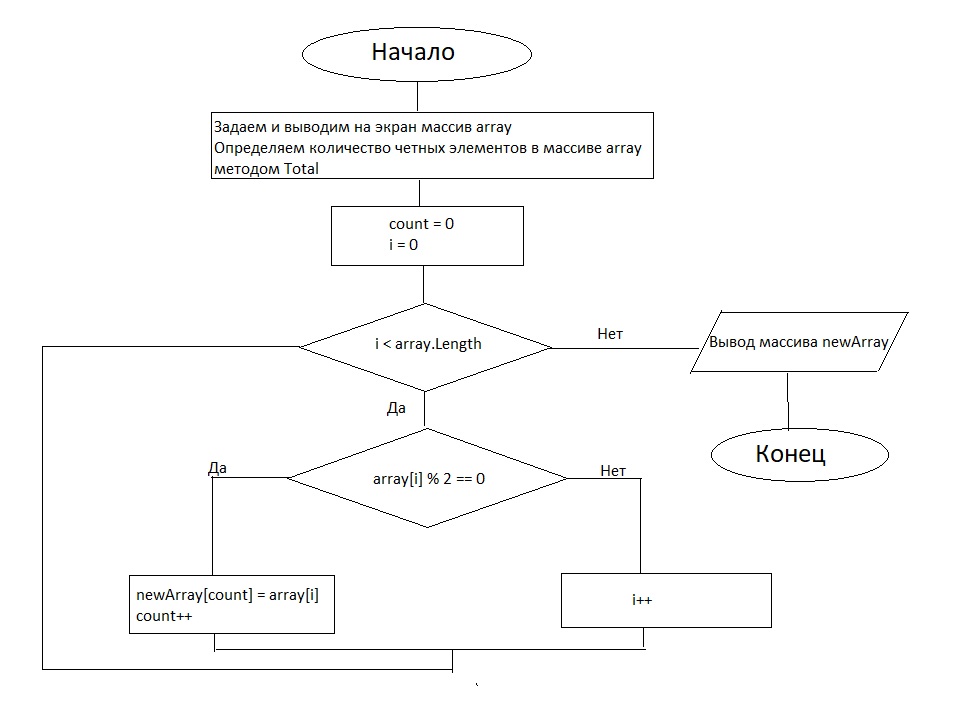 Начало
Задаем и выводим на экран массив array
Определяем количество четных элементов в массиве array
методом Total
count = 0
i = 0
i < array.Length
Нет
Вывод массива newArray
Да
Конец
array[i] % 2 == 0
Да
Нет
newArray[count] = array[i]
count++
i++